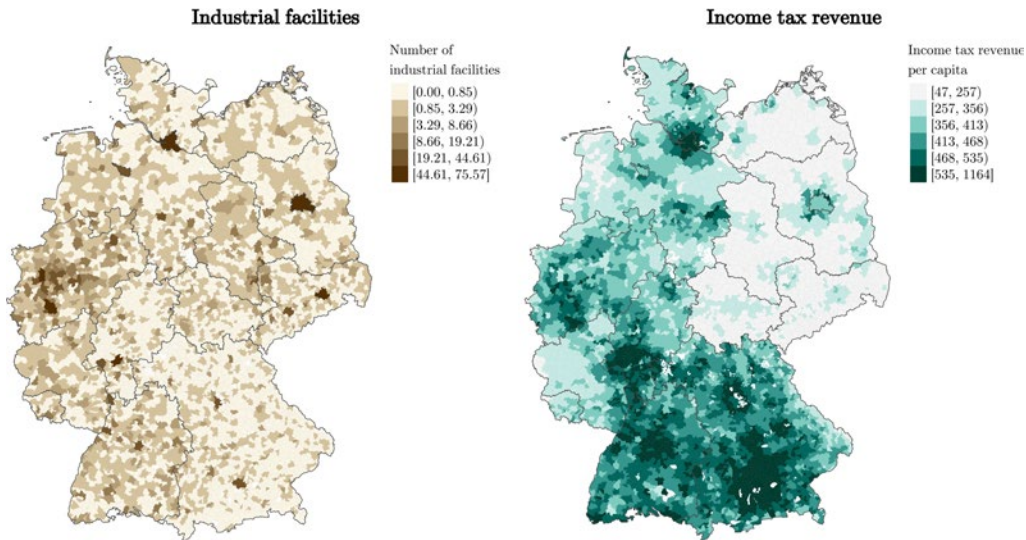 Industrial facilities
Number of
industrial facilities
[0.00, 0.85)
[0.85, 3.29)
[3.29, 8.66)
[8.66, 19.21)
[19.21, 44.61)
[44.61, 75.57]
Income tax revenue
Income tax revenue
per capita
[47, 257)
[257, 356)
[356, 413)
[413, 468)
[468, 535)
[535, 1164]